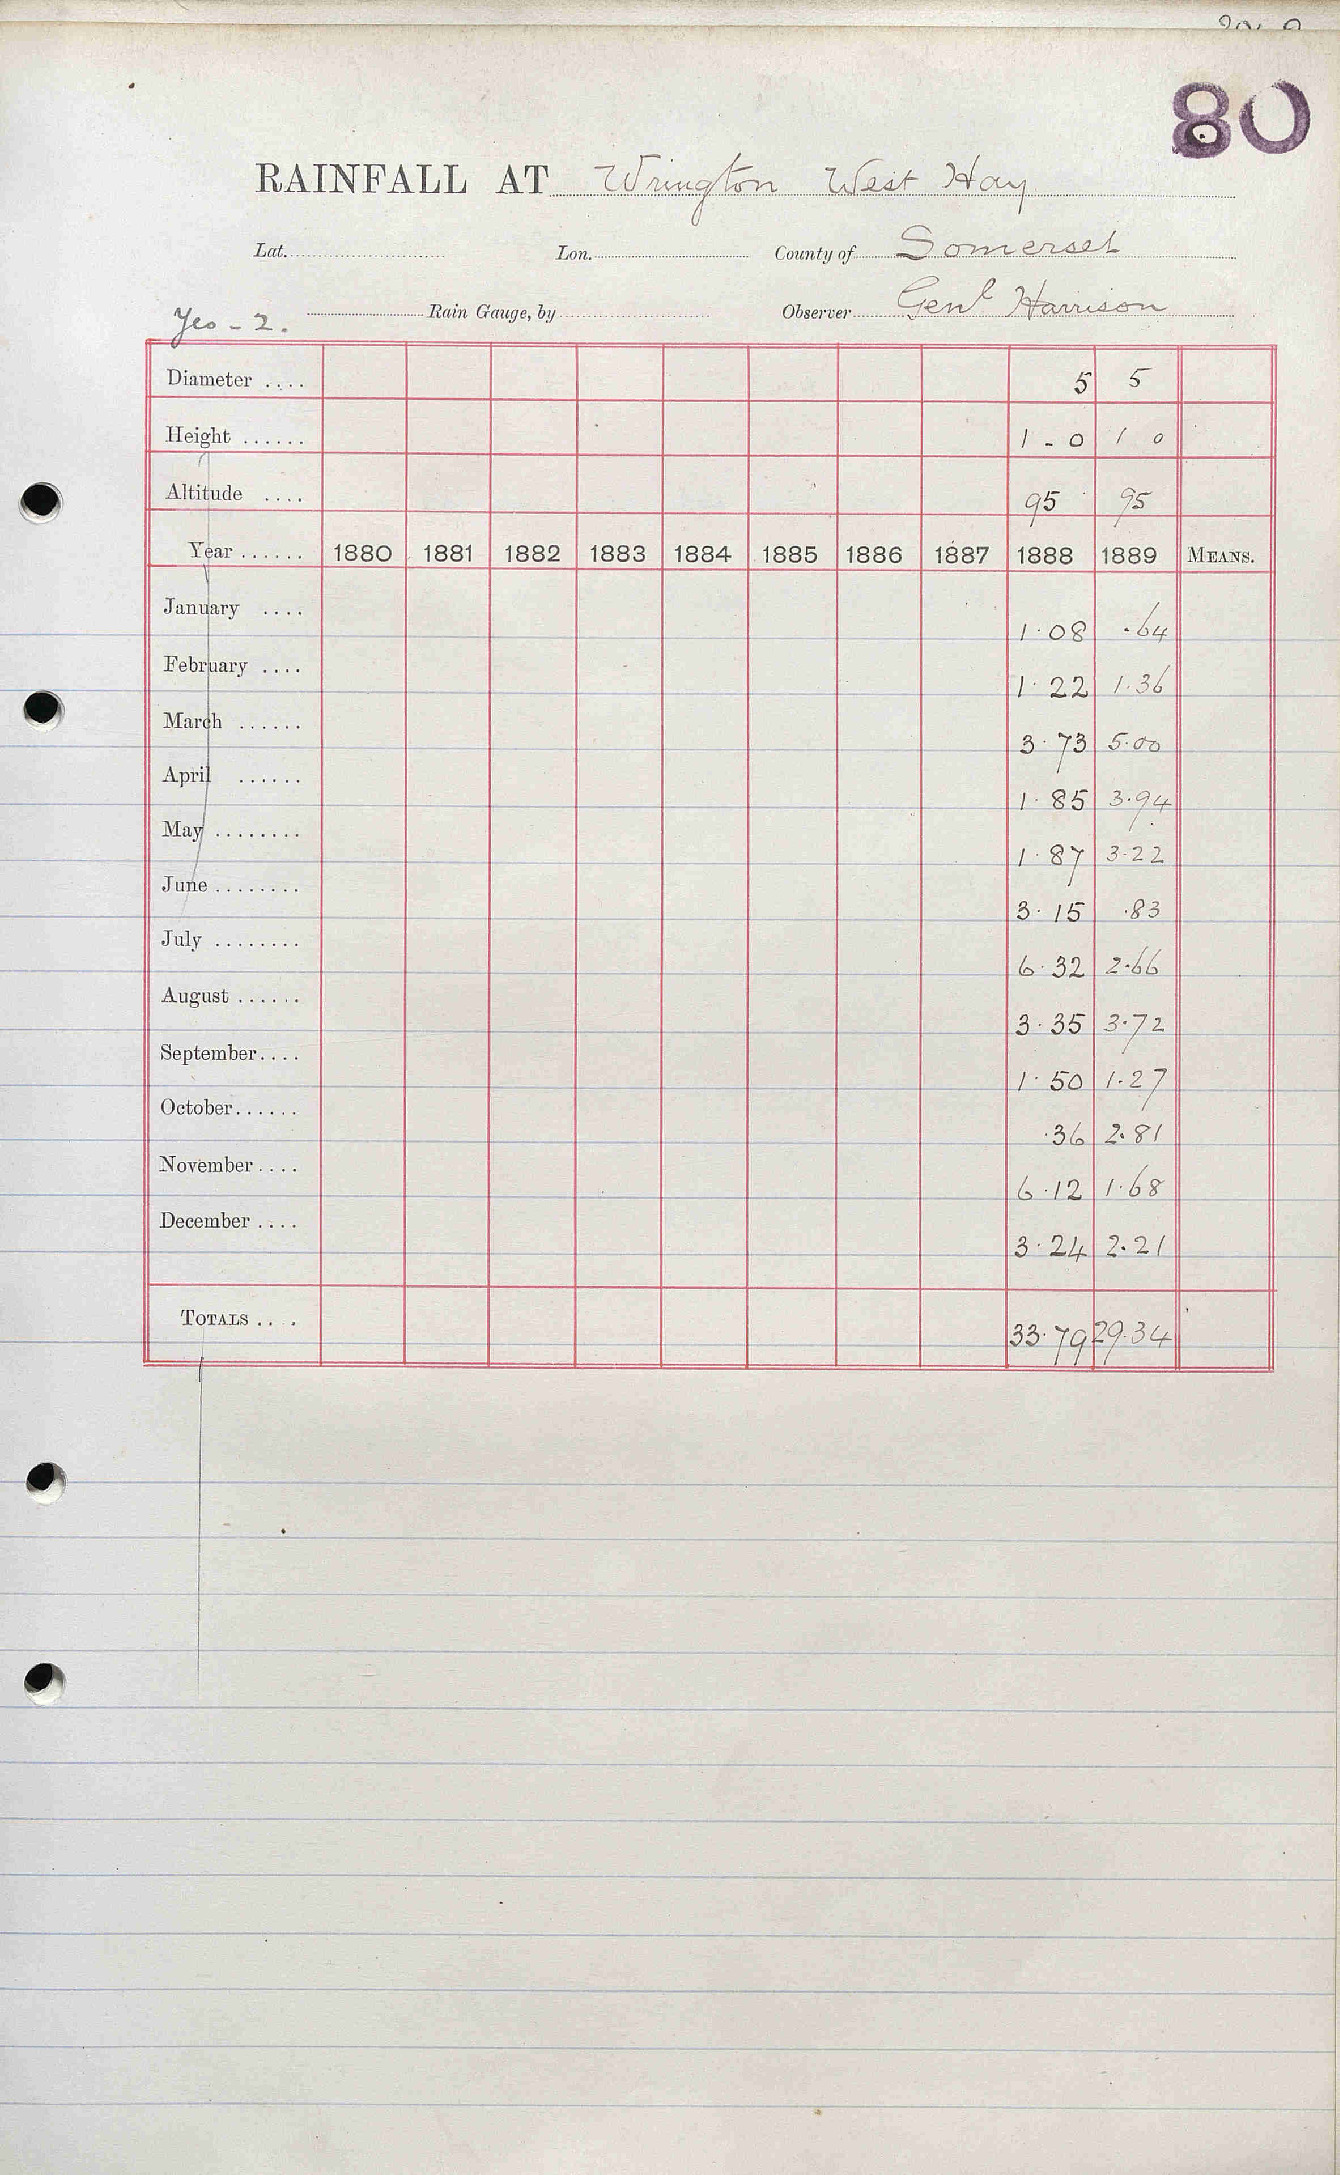 80
RAINFALL AT Wrington West Hay
Lat. Lon. County of Somerset
Yes - 2. Rain Gauge, by Observer Genl Harrison
Diameter .... 5 5
Height ...... 1 - 0 1 0
Altitude .... 95 95
Year ...... 1880 1881 1882 1883 1884 1885 1886 1887 1888 1889 MEANS.
January .... 1.08 .64
February .... 1.22 1.36
March ...... 3.73 5.00
April ...... 1.85 3.94
May ........ 1.87 3.22
June ........ 3.15 .83
July ........ 6.32 2.66
August ...... 3.35 3.72
September.... 1.50 1.27
October...... .36 2.81
November.... 6.12 1.68
December .... 3.24 2.21
TOTALS .... 33.79 29.34